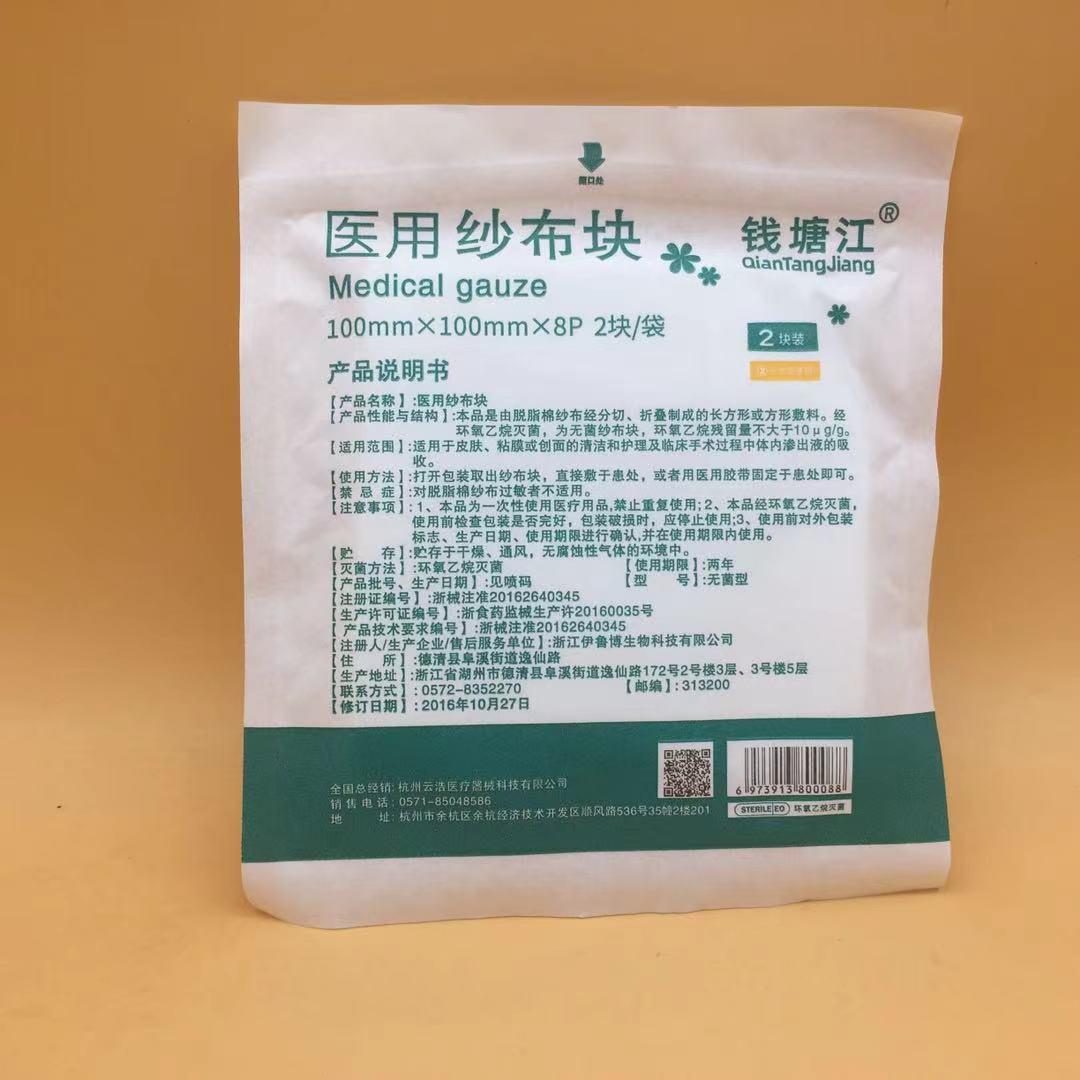 撕口处
医用纱布块
钱塘江®
QianTangJiang
Medical gauze
100mm×100mm×8P 2块/袋
2块装
产品说明书
【产品名称】:医用纱布块
【产品性能与结构】:本品是由脱脂棉纱布经分切、折叠制成的长方形或方形敷料。经
环氧乙烷灭菌,为无菌纱布块,环氧乙烷残留量不大于10μg/g。
【适用范围】:适用于皮肤、粘膜或创面的清洁和护理及临床手术过程中体内渗出液的吸
收。
【使用方法】:打开包装取出纱布块,直接敷于患处,或者用医用胶带固定于患处即可。
【禁忌症】:对脱脂棉纱布过敏者不适用。
【注意事项】:1、本品为一次性使用医疗用品,禁止重复使用;2、本品经环氧乙烷灭菌,
使用前检查包装是否完好,包装破损时,应停止使用;3、使用前对外包装
标志、生产日期、使用期限进行确认,并在使用期限内使用。
【贮 存】:贮存于干燥、通风,无腐蚀性气体的环境中。
【灭菌方法】:环氧乙烷灭菌 【使用期限】:两年
【产品批号、生产日期】:见喷码 【型 号】:无菌型
【注册证编号】:浙械注准20162640345
【生产许可证编号】:浙食药监械生产许20160035号
【产品技术要求编号】:浙械注准20162640345
【注册人/生产企业/售后服务单位】:浙江伊鲁博生物科技有限公司
【住 所】:德清县阜溪街道逸仙路
【生产地址】:浙江省湖州市德清县阜溪街道逸仙路172号2号楼3层、3号楼5层
【联系方式】:0572-8352270 【邮编】:313200
【修订日期】:2016年10月27日
全国总经销:杭州云浩医疗器械科技有限公司
销售电话:0571-85048586
地 址:杭州市余杭区余杭经济技术开发区顺风路536号35幢2楼201
6 973913 800088
STERILE EO 环氧乙烷灭菌